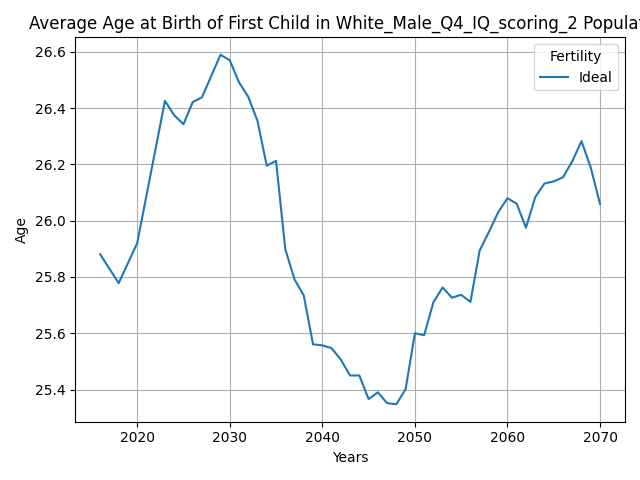 Average Age at Birth of First Child in White_Male_Q4_IQ_scoring_2 Populat
Fertility
Ideal
26.6
26.4
26.2
26.0
25.8
25.6
25.4
Age
2020 2030 2040 2050 2060 2070
Years